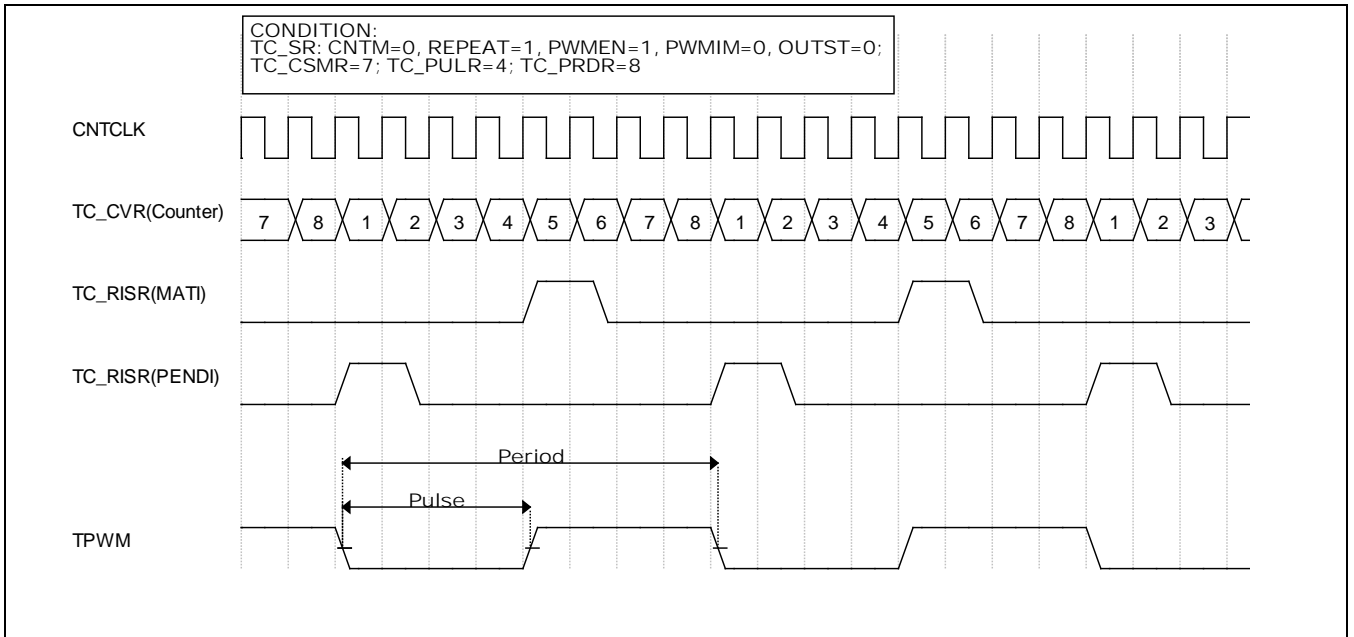 CONDITION:
TC_SR: CNTM=0, REPEAT=1, PWMEN=1, PWMIM=0, OUTST=0;
TC_CSMR=7; TC_PULR=4; TC_PRDR=8
CNTCLK
TC_CVR(Counter) 7 8 1 2 3 4 5 6 7 8 1 2 3 4 5 6 7 8 1 2 3
TC_RISR(MATI)
TC_RISR(PENDI)
Period
Pulse
TPWM